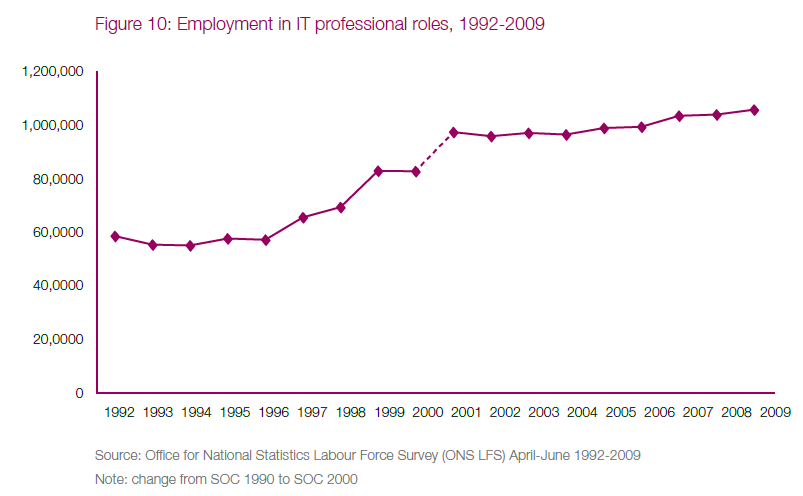 Figure 10: Employment in IT professional roles, 1992-2009
1,200,000
1,000,000
80,0000
60,0000
40,0000
20,0000
0
1992 1993 1994 1995 1996 1997 1998 1999 2000 2001 2002 2003 2004 2005 2006 2007 2008 2009
Source: Office for National Statistics Labour Force Survey (ONS LFS) April-June 1992-2009
Note: change from SOC 1990 to SOC 2000